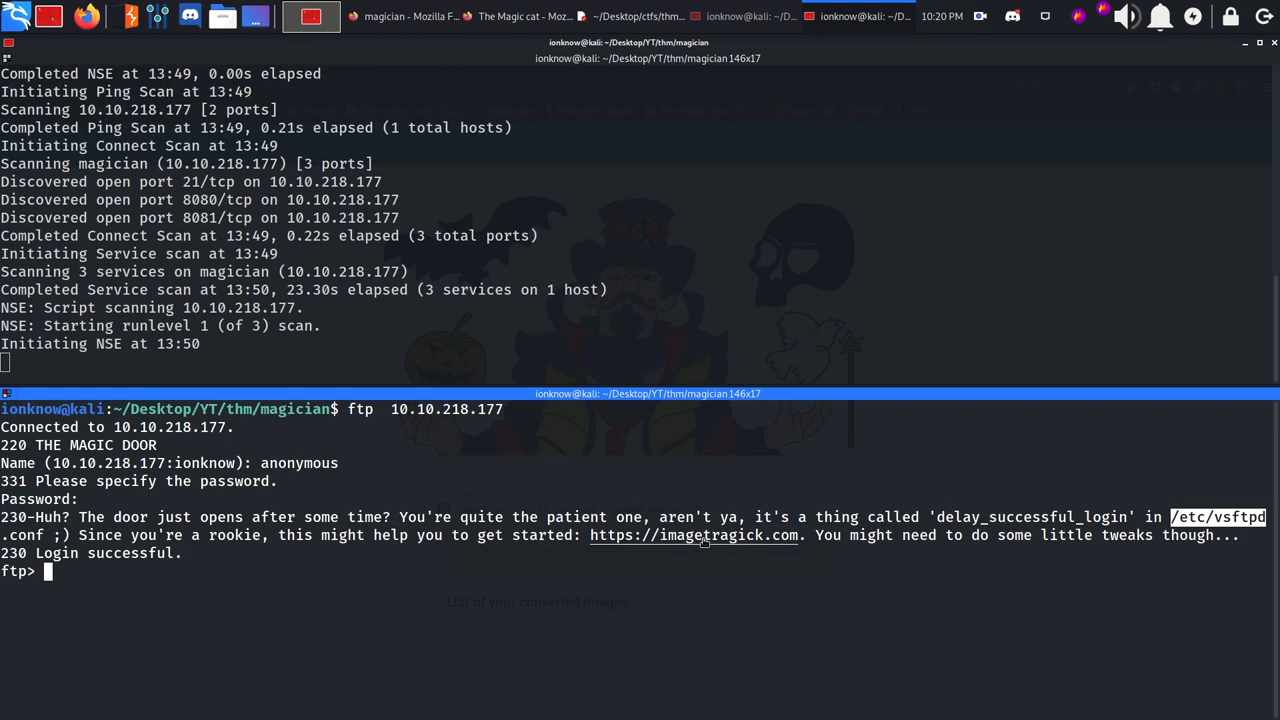 magician - Mozilla F...
The Magic cat - Moz...
~/Desktop/ctfs/thm...
ionknow@kali: ~/D...
ionknow@kali: ~/D...
10:20 PM
ionknow@kali: ~/Desktop/YT/thm/magician
ionknow@kali: ~/Desktop/YT/thm/magician 146x17
Completed NSE at 13:49, 0.00s elapsed
Initiating Ping Scan at 13:49
Scanning 10.10.218.177 [2 ports]
Completed Ping Scan at 13:49, 0.21s elapsed (1 total hosts)
Initiating Connect Scan at 13:49
Scanning magician (10.10.218.177) [3 ports]
Discovered open port 21/tcp on 10.10.218.177
Discovered open port 8080/tcp on 10.10.218.177
Discovered open port 8081/tcp on 10.10.218.177
Completed Connect Scan at 13:49, 0.22s elapsed (3 total ports)
Initiating Service scan at 13:49
Scanning 3 services on magician (10.10.218.177)
Completed Service scan at 13:50, 23.30s elapsed (3 services on 1 host)
NSE: Script scanning 10.10.218.177.
NSE: Starting runlevel 1 (of 3) scan.
Initiating NSE at 13:50
ionknow@kali: ~/Desktop/YT/thm/magician 146x17
ionknow@kali:~/Desktop/YT/thm/magician$ ftp  10.10.218.177
Connected to 10.10.218.177.
220 THE MAGIC DOOR
Name (10.10.218.177:ionknow): anonymous
331 Please specify the password.
Password:
230-Huh? The door just opens after some time? You're quite the patient one, aren't ya, it's a thing called 'delay_successful_login' in /etc/vsftpd
.conf ;) Since you're a rookie, this might help you to get started: https://imagetragick.com. You might need to do some little tweaks though...
230 Login successful.
ftp>
List of your converted images